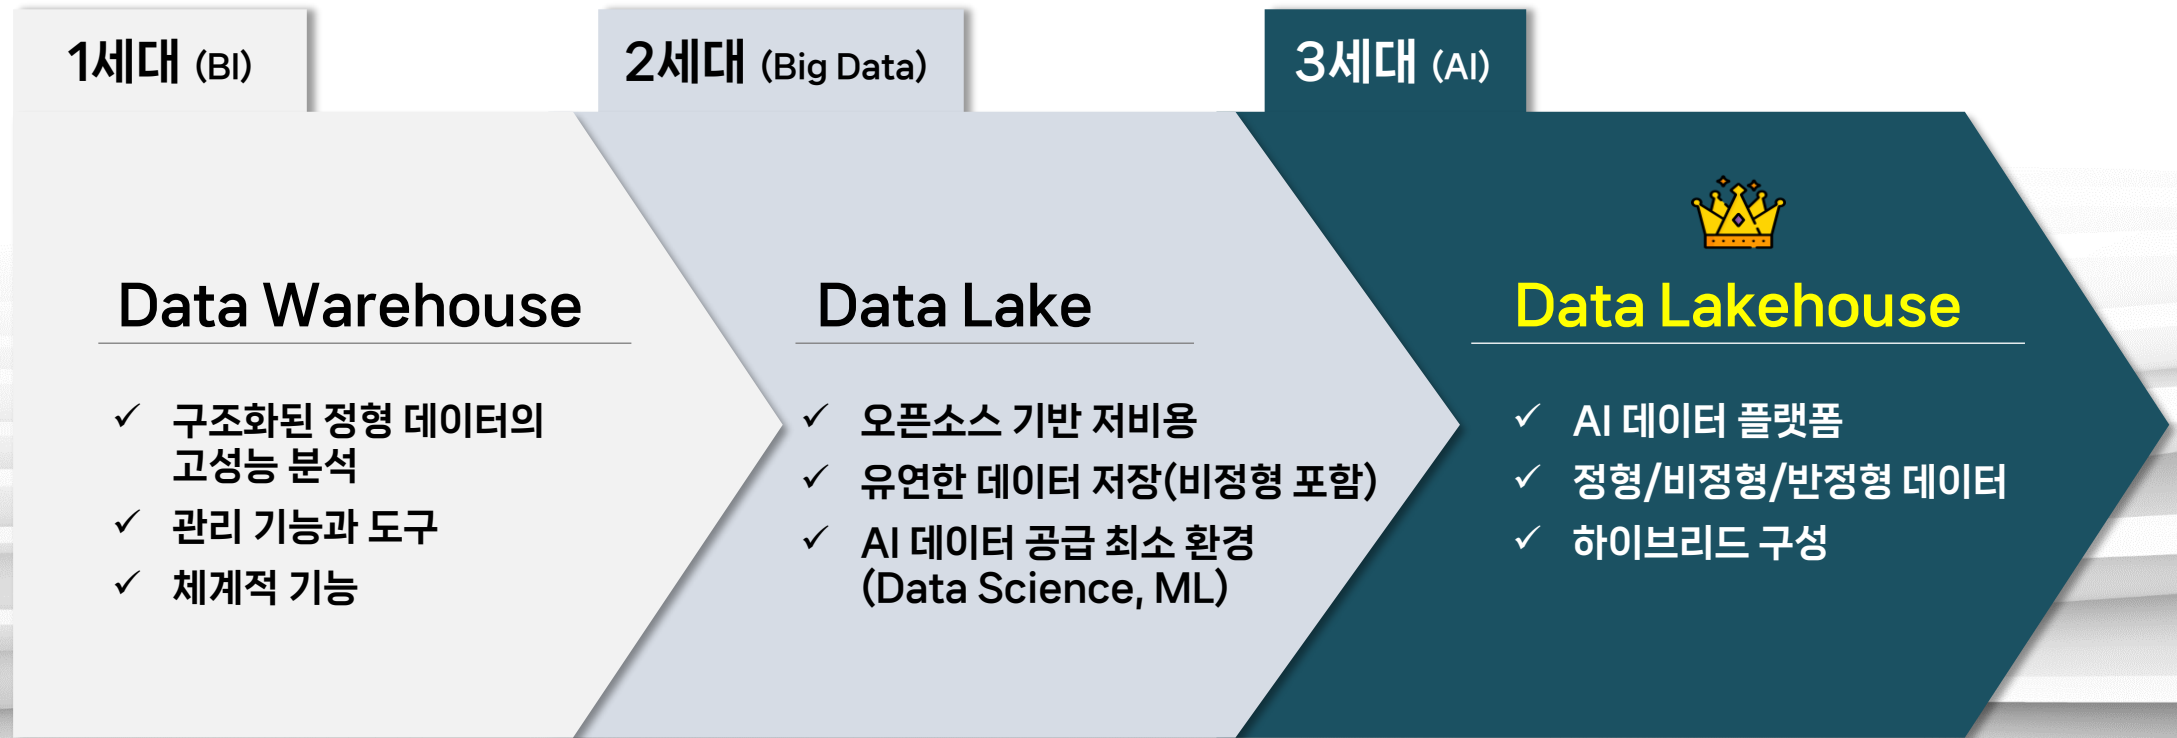 1세대 (BI)
2세대 (Big Data)
3세대 (AI)
Data Warehouse
✓ 구조화된 정형 데이터의
고성능 분석
✓ 관리 기능과 도구
✓ 체계적 기능
Data Lake
✓ 오픈소스 기반 저비용
✓ 유연한 데이터 저장(비정형 포함)
✓ AI 데이터 공급 최소 환경
(Data Science, ML)
Data Lakehouse
✓ AI 데이터 플랫폼
✓ 정형/비정형/반정형 데이터
✓ 하이브리드 구성